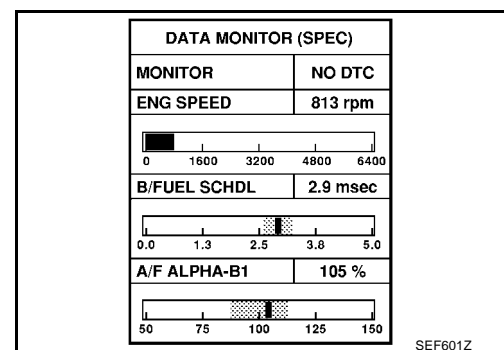 DATA MONITOR (SPEC)
MONITOR NO DTC
ENG SPEED 813 rpm
0 1600 3200 4800 6400
B/FUEL SCHDL 2.9 msec
0.0 1.3 2.5 3.8 5.0
A/F ALPHA-B1 105 %
50 75 100 125 150
SEF601Z